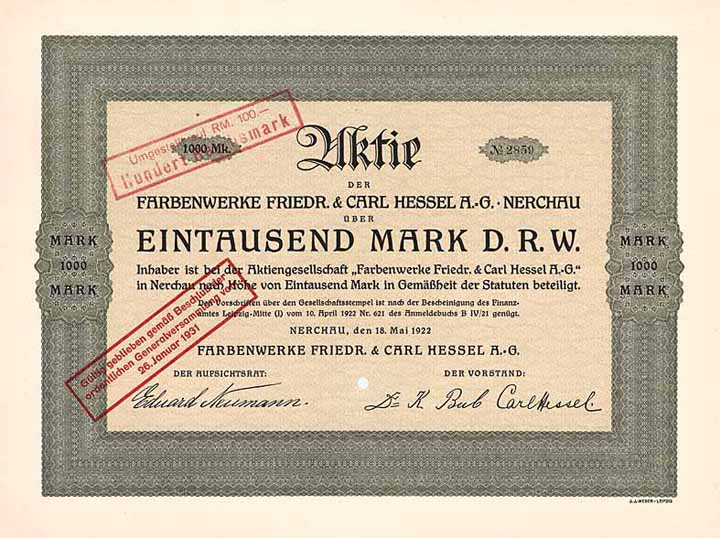 Umgestellt auf RM. 100.—
Hundert Reichsmark
1000 Mk.
Aktie
№ 2859
DER
FARBENWERKE FRIEDR. & CARL HESSEL A.-G. · NERCHAU
ÜBER
EINTAUSEND MARK D. R. W.
MARK
1000
MARK
MARK
1000
MARK
Inhaber ist bei der Aktiengesellschaft „Farbenwerke Friedr. & Carl Hessel A.-G."
in Nerchau nach Höhe von Eintausend Mark in Gemäßheit der Statuten beteiligt.
Den Vorschriften über den Gesellschaftsstempel ist nach der Bescheinigung des Finanz-
amtes Leipzig-Mitte (J) vom 10. April 1922 Nr. 621 des Anmeldebuchs B IV/21 genügt.
NERCHAU, den 18. Mai 1922
FARBENWERKE FRIEDR. & CARL HESSEL A.-G.
Gültig geblieben gemäß Beschluß der
ordentlichen Generalversammlung vom
26. Januar 1931
DER AUFSICHTSRAT:
DER VORSTAND:
Eduard Neumann.
Dr K Bub Carl Hessel.
J. J. WEBER-LEIPZIG